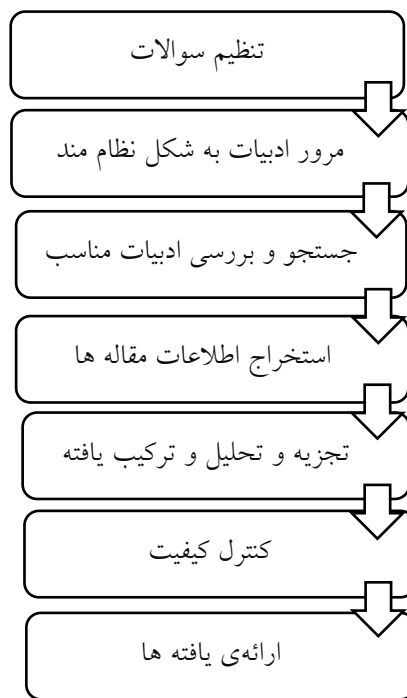 تنظیم سوالات
مرور ادبیات به شکل نظام مند
جستجو و بررسی ادبیات مناسب
استخراج اطلاعات مقاله ها
تجزیه و تحلیل و ترکیب یافته
کنترل کیفیت
ارائه‌ی یافته ها